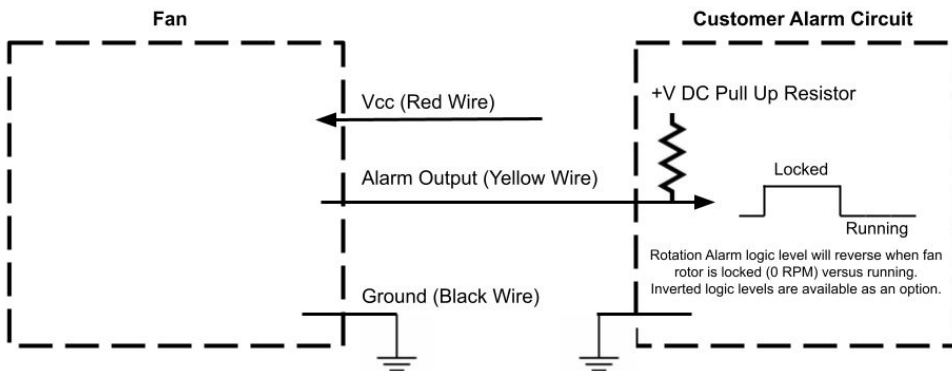 Fan
Customer Alarm Circuit
Vcc (Red Wire)
+V DC Pull Up Resistor
Alarm Output (Yellow Wire)
Locked
Running
Rotation Alarm logic level will reverse when fan
rotor is locked (0 RPM) versus running.
Inverted logic levels are available as an option.
Ground (Black Wire)